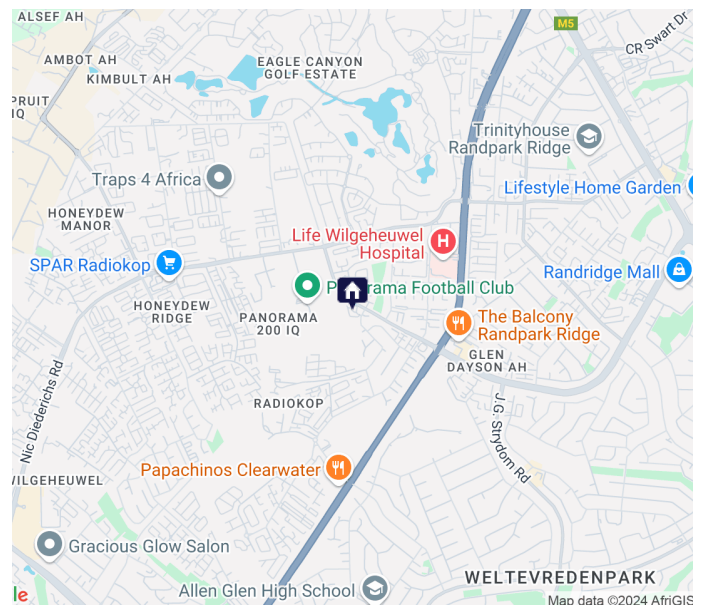 ALSEF AH
M5
CR Swart Dr
AMBOT AH
EAGLE CANYON
GOLF ESTATE
KIMBULT AH
PRUIT
IQ
Trinityhouse
Randpark Ridge
Traps 4 Africa
Lifestyle Home Garden
HONEYDEW
MANOR
Life Wilgeheuwel
Hospital
H
SPAR Radiokop
Randridge Mall
Football Club
HONEYDEW
RIDGE
PANORAMA
200 IQ
The Balcony
Randpark Ridge
GLEN
DAYSON AH
Nic Diederichs Rd
RADIOKOP
J.G. Strydom Rd
Papachinos Clearwater
WILGEHEUWEL
Gracious Glow Salon
WELTEVREDENPARK
Allen Glen High School
le
Map data ©2024 AfriGIS